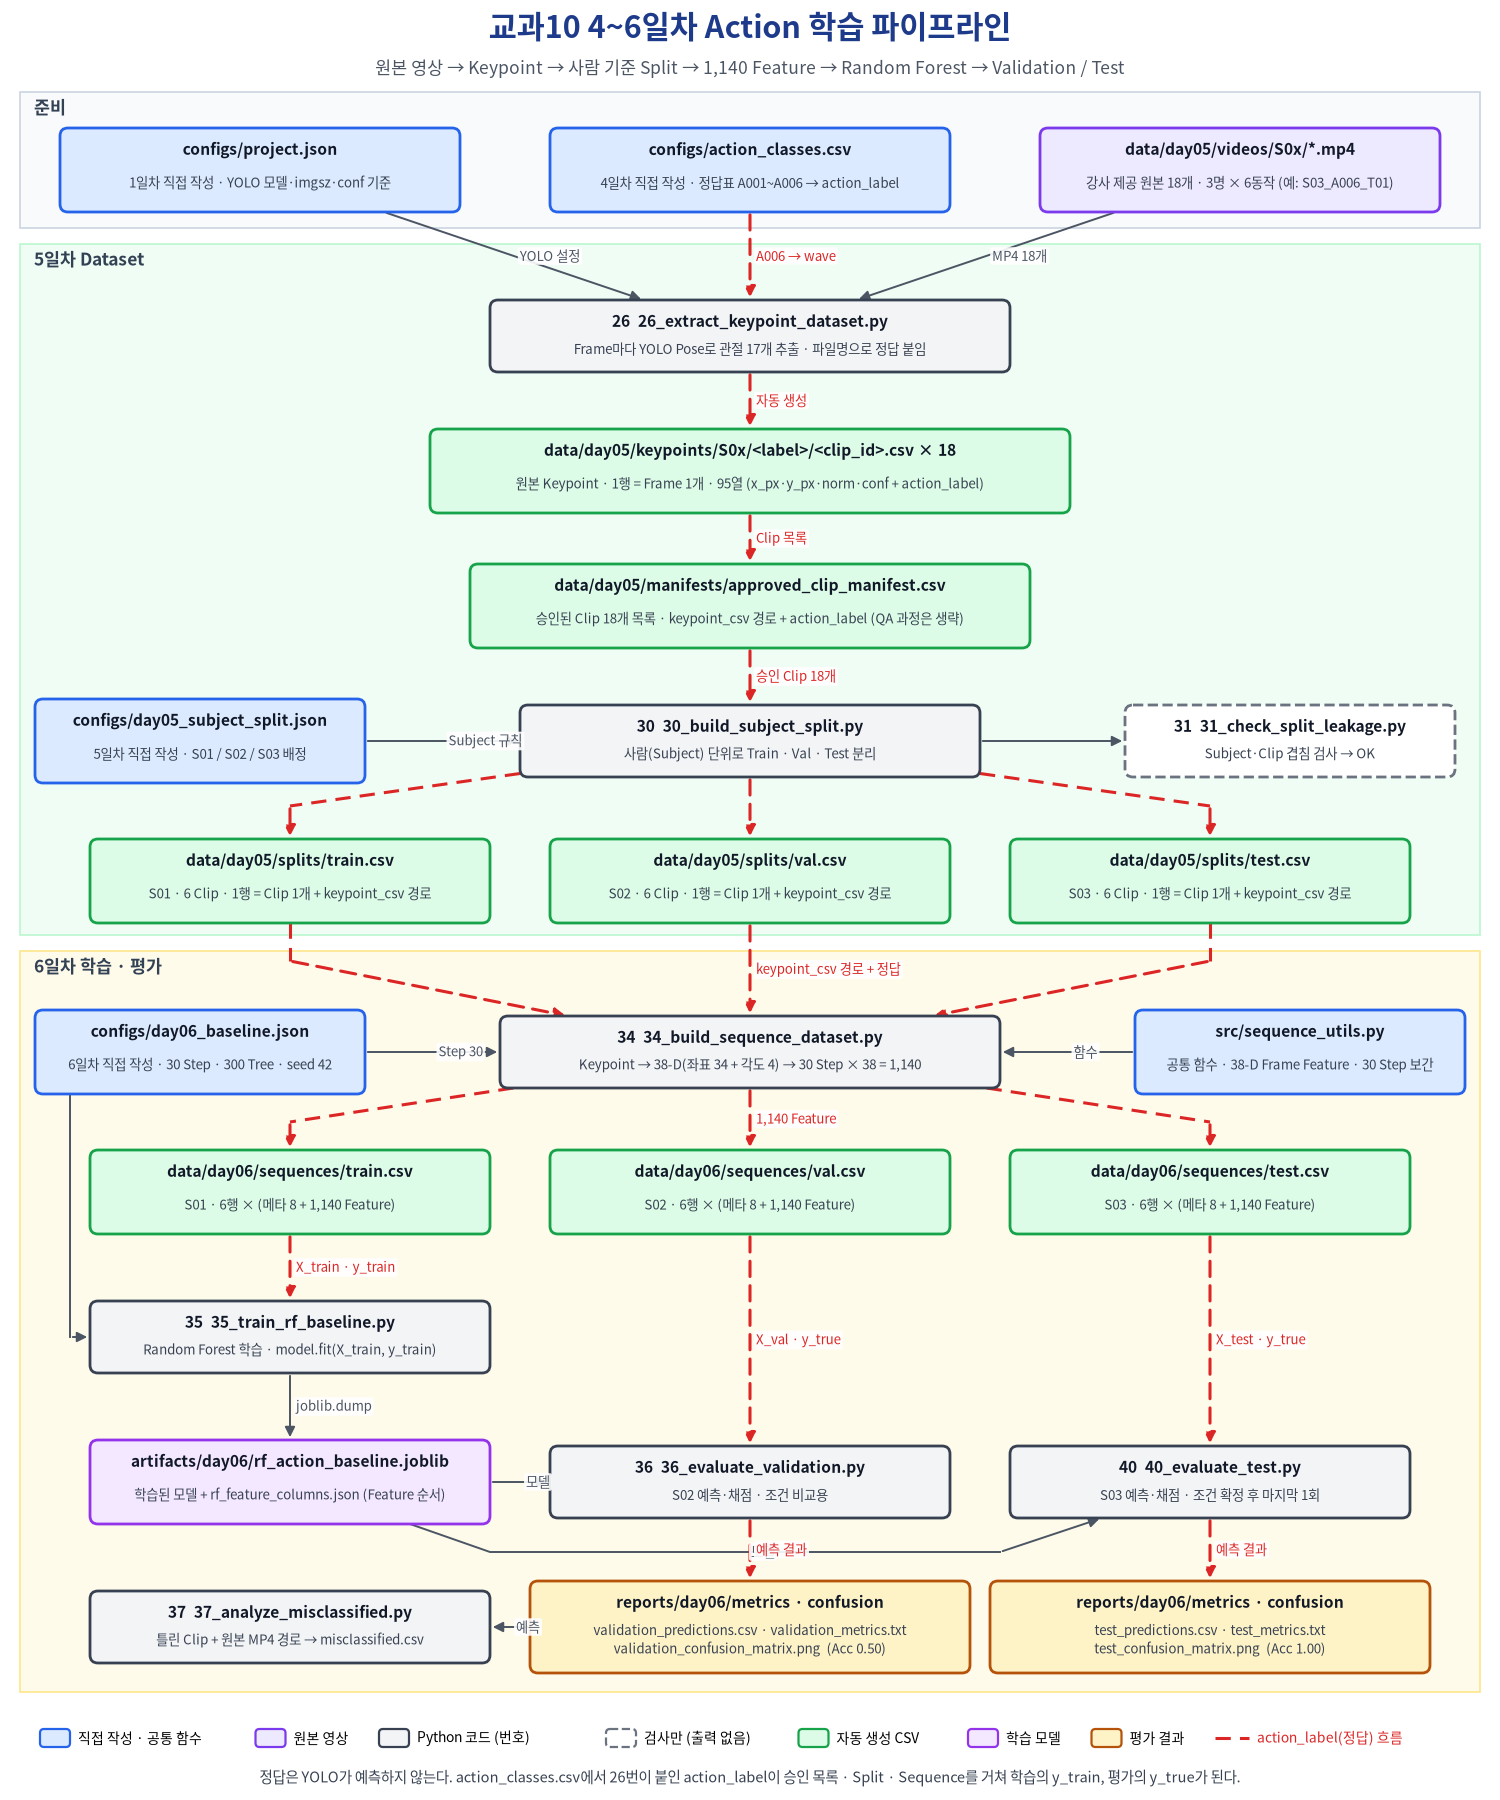 교과10 4~6일차 Action 학습 파이프라인
원본 영상 → Keypoint → 사람 기준 Split → 1,140 Feature → Random Forest → Validation / Test
준비
configs/project.json
1일차 직접 작성 · YOLO 모델·imgsz·conf 기준
configs/action_classes.csv
4일차 직접 작성 · 정답표 A001~A006 → action_label
data/day05/videos/S0x/*.mp4
강사 제공 원본 18개 · 3명 × 6동작 (예: S03_A006_T01)
5일차 Dataset
YOLO 설정
A006 → wave
MP4 18개
26 26_extract_keypoint_dataset.py
Frame마다 YOLO Pose로 관절 17개 추출 · 파일명으로 정답 붙임
자동 생성
data/day05/keypoints/S0x/<label>/<clip_id>.csv × 18
원본 Keypoint · 1행 = Frame 1개 · 95열 (x_px·y_px·norm·conf + action_label)
Clip 목록
data/day05/manifests/approved_clip_manifest.csv
승인된 Clip 18개 목록 · keypoint_csv 경로 + action_label (QA 과정은 생략)
승인 Clip 18개
configs/day05_subject_split.json
5일차 직접 작성 · S01 / S02 / S03 배정
Subject 규칙
30 30_build_subject_split.py
사람(Subject) 단위로 Train · Val · Test 분리
31 31_check_split_leakage.py
Subject·Clip 겹침 검사 → OK
data/day05/splits/train.csv
S01 · 6 Clip · 1행 = Clip 1개 + keypoint_csv 경로
data/day05/splits/val.csv
S02 · 6 Clip · 1행 = Clip 1개 + keypoint_csv 경로
data/day05/splits/test.csv
S03 · 6 Clip · 1행 = Clip 1개 + keypoint_csv 경로
6일차 학습 · 평가
keypoint_csv 경로 + 정답
configs/day06_baseline.json
6일차 직접 작성 · 30 Step · 300 Tree · seed 42
Step 30
34 34_build_sequence_dataset.py
Keypoint → 38-D(좌표 34 + 각도 4) → 30 Step × 38 = 1,140
함수
src/sequence_utils.py
공통 함수 · 38-D Frame Feature · 30 Step 보간
1,140 Feature
data/day06/sequences/train.csv
S01 · 6행 × (메타 8 + 1,140 Feature)
data/day06/sequences/val.csv
S02 · 6행 × (메타 8 + 1,140 Feature)
data/day06/sequences/test.csv
S03 · 6행 × (메타 8 + 1,140 Feature)
X_train · y_train
35 35_train_rf_baseline.py
Random Forest 학습 · model.fit(X_train, y_train)
X_val · y_true
X_test · y_true
joblib.dump
artifacts/day06/rf_action_baseline.joblib
학습된 모델 + rf_feature_columns.json (Feature 순서)
모델
36 36_evaluate_validation.py
S02 예측·채점 · 조건 비교용
40 40_evaluate_test.py
S03 예측·채점 · 조건 확정 후 마지막 1회
예측 결과
예측 결과
37 37_analyze_misclassified.py
틀린 Clip + 원본 MP4 경로 → misclassified.csv
예측
reports/day06/metrics · confusion
validation_predictions.csv · validation_metrics.txt
validation_confusion_matrix.png (Acc 0.50)
reports/day06/metrics · confusion
test_predictions.csv · test_metrics.txt
test_confusion_matrix.png (Acc 1.00)
직접 작성 · 공통 함수
원본 영상
Python 코드 (번호)
검사만 (출력 없음)
자동 생성 CSV
학습 모델
평가 결과
action_label(정답) 흐름
정답은 YOLO가 예측하지 않는다. action_classes.csv에서 26번이 붙인 action_label이 승인 목록 · Split · Sequence를 거쳐 학습의 y_train, 평가의 y_true가 된다.